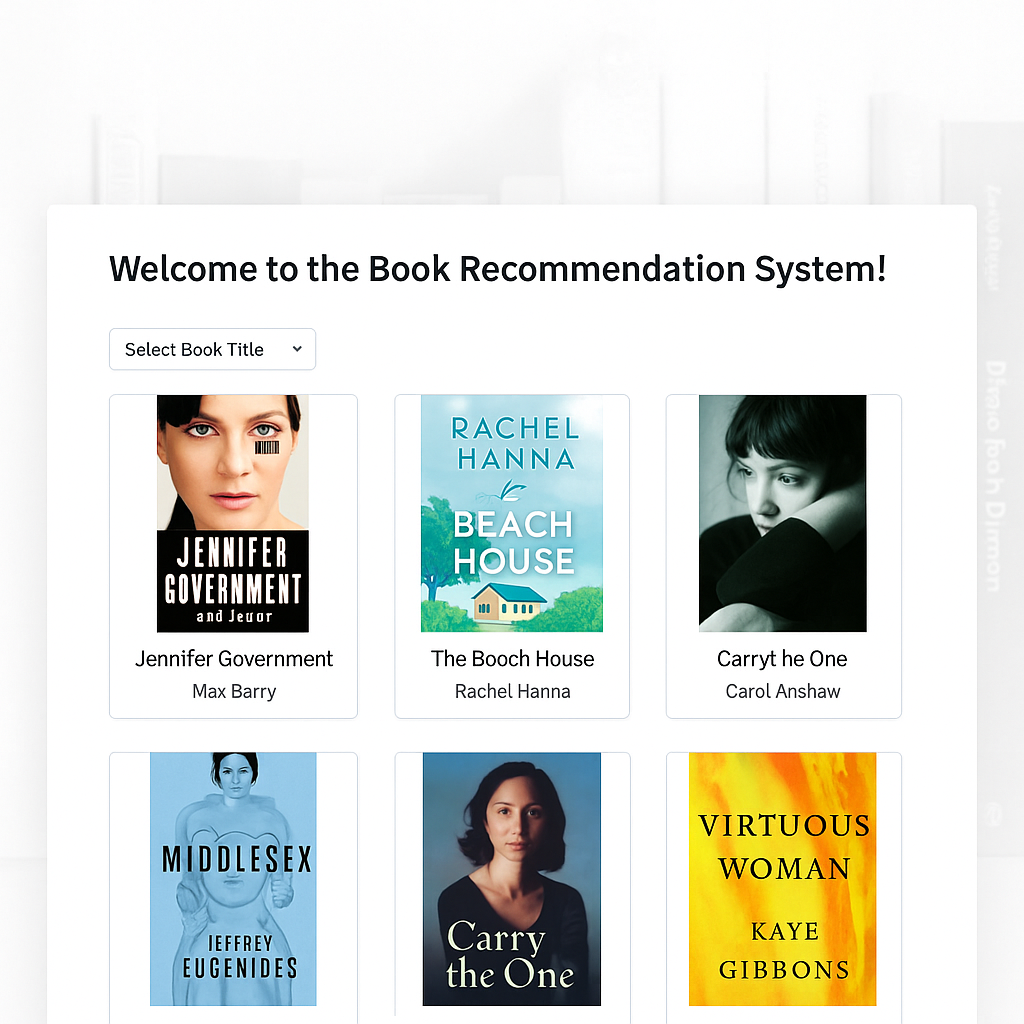 Welcome to the Book Recommendation System!
Select Book Title
JENNIFER
GOVERNMENT
and Jeuor
Jennifer Government
Max Barry
RACHEL
HANNA
BEACH
HOUSE
The Booch House
Rachel Hanna
Carryt he One
Carol Anshaw
MIDDLESEX
JEFFREY
EUGENIDES
Carry
the One
VIRTUOUS
WOMAN
KAYE
GIBBONS